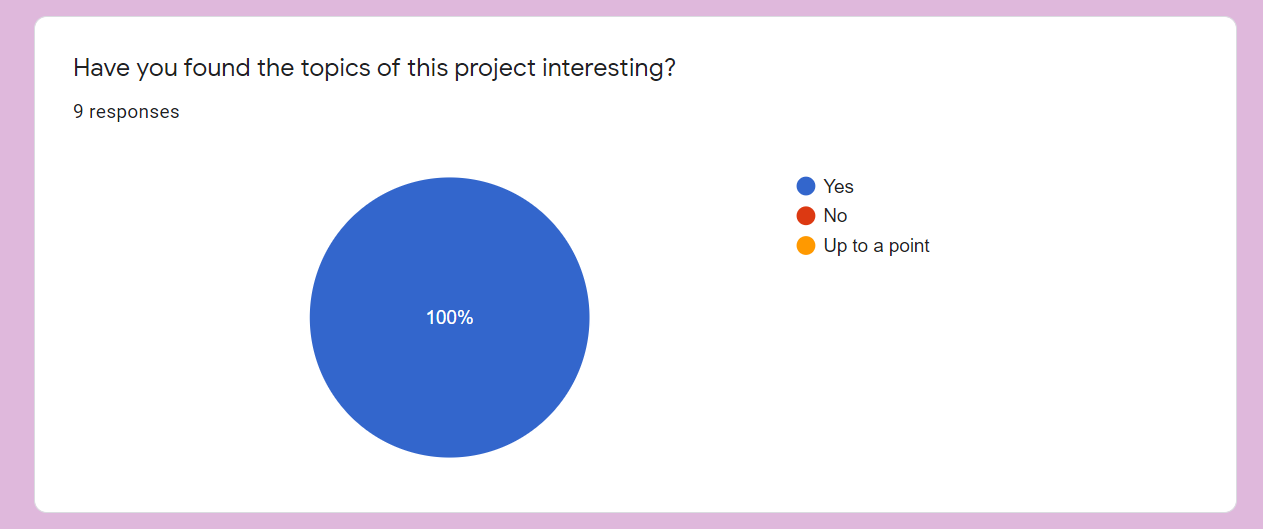 Have you found the topics of this project interesting?
9 responses
100%
Yes
No
Up to a point